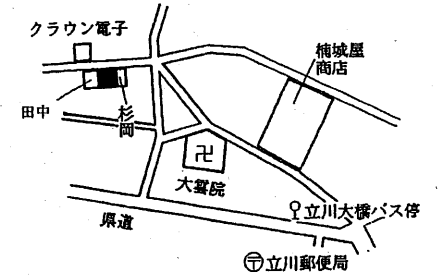 クラウン電子
楠城屋
商店
田中
杉岡
卍
大雲院
立川大橋バス停
県道
〒立川郵便局